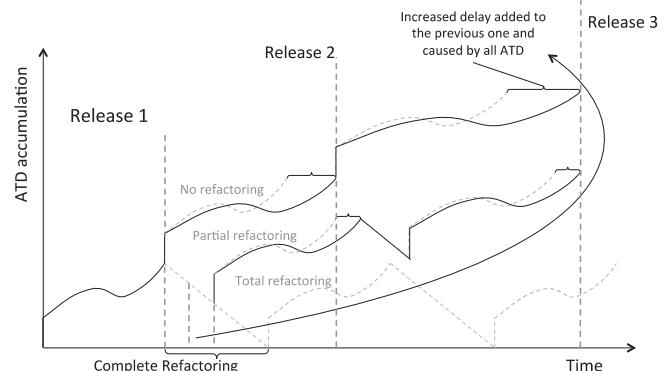 Increased delay added to
the previous one and
caused by all ATD
Release 3
Release 2
Release 1
ATD accumulation
No refactoring
Partial refactoring
Total refactoring
Complete Refactoring
Time